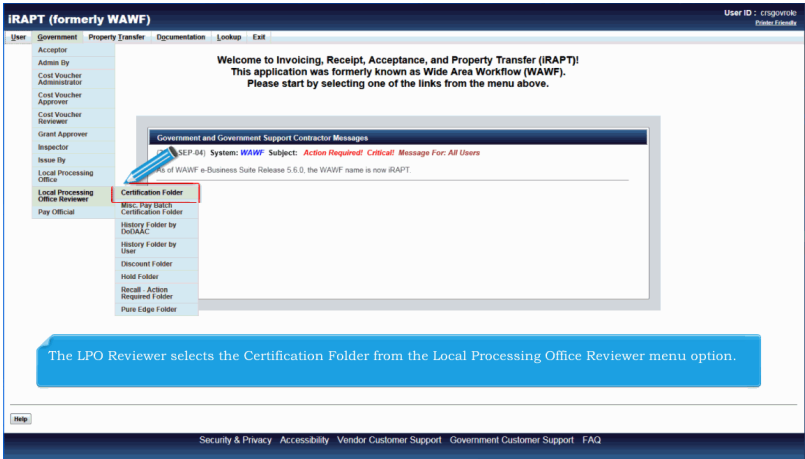 iRAPT (formerly WAWF)
User ID : crsgovrole
Printer Friendly
User Government Property Transfer Documentation Lookup Exit
Acceptor
Admin By
Cost Voucher
Administrator
Cost Voucher
Approver
Cost Voucher
Reviewer
Grant Approver
Inspector
Issue By
Local Processing
Office
Local Processing
Office Reviewer
Pay Official
Certification Folder
Misc. Pay Batch
Certification Folder
History Folder by
DoDAAC
History Folder by
User
Discount Folder
Hold Folder
Recall - Action
Required Folder
Pure Edge Folder
Welcome to Invoicing, Receipt, Acceptance, and Property Transfer (iRAPT)!
This application was formerly known as Wide Area Workflow (WAWF).
Please start by selecting one of the links from the menu above.
Government and Government Support Contractor Messages
SEP-04) System: WAWF Subject: Action Required! Critical! Message For: All Users
As of WAWF e-Business Suite Release 5.6.0, the WAWF name is now iRAPT.
The LPO Reviewer selects the Certification Folder from the Local Processing Office Reviewer menu option.
Help
Security & Privacy Accessibility Vendor Customer Support Government Customer Support FAQ